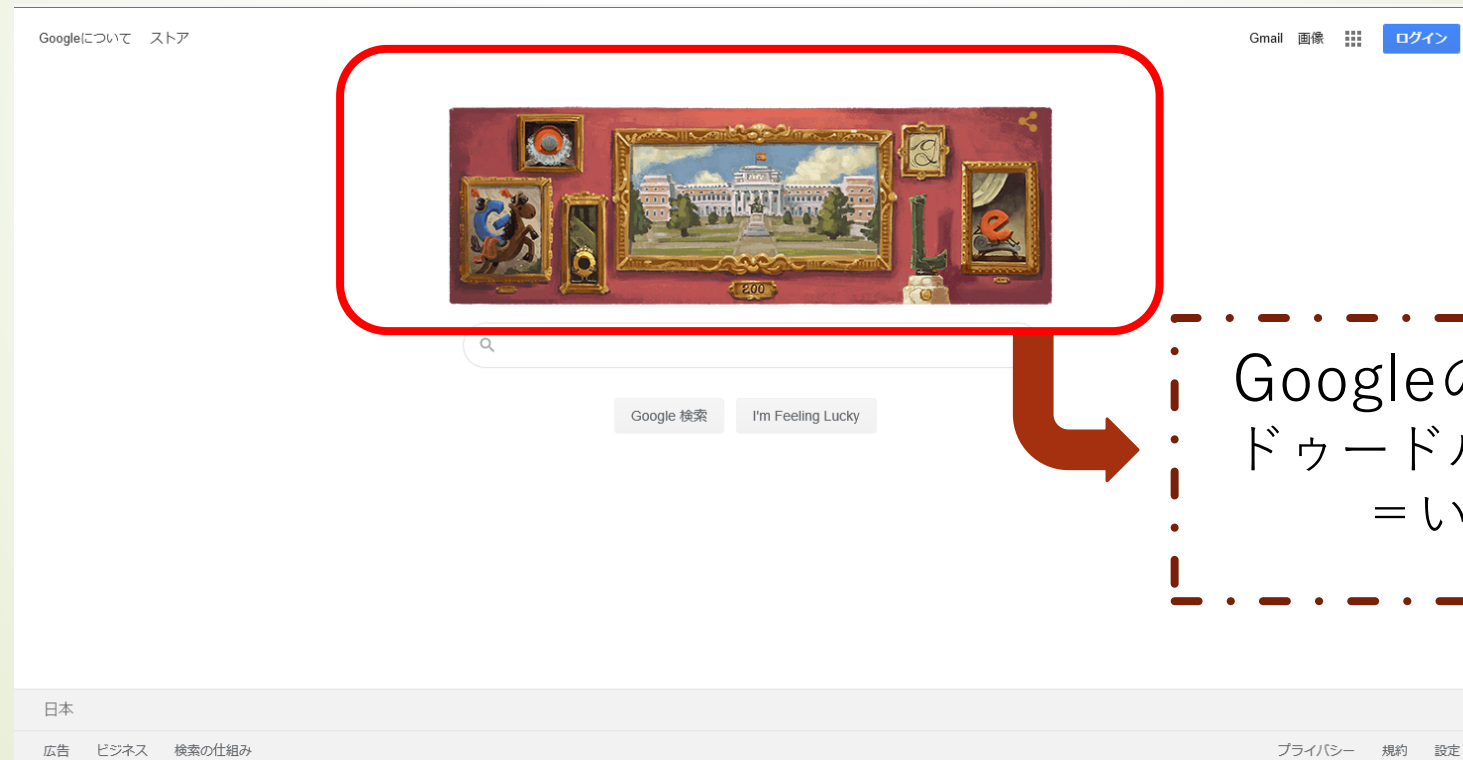 Googleについて ストア
Gmail 画像 ログイン
200
Google 検索 I'm Feeling Lucky
Googleの
ドゥードル
=い
日本
広告 ビジネス 検索の仕組み
プライバシー 規約 設定